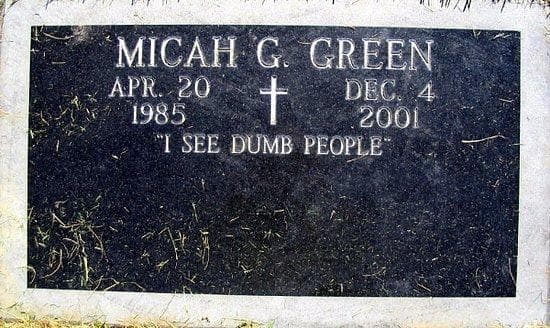 MICAH G. GREEN
APR. 20 DEC. 4
1985 2001
"I SEE DUMB PEOPLE"